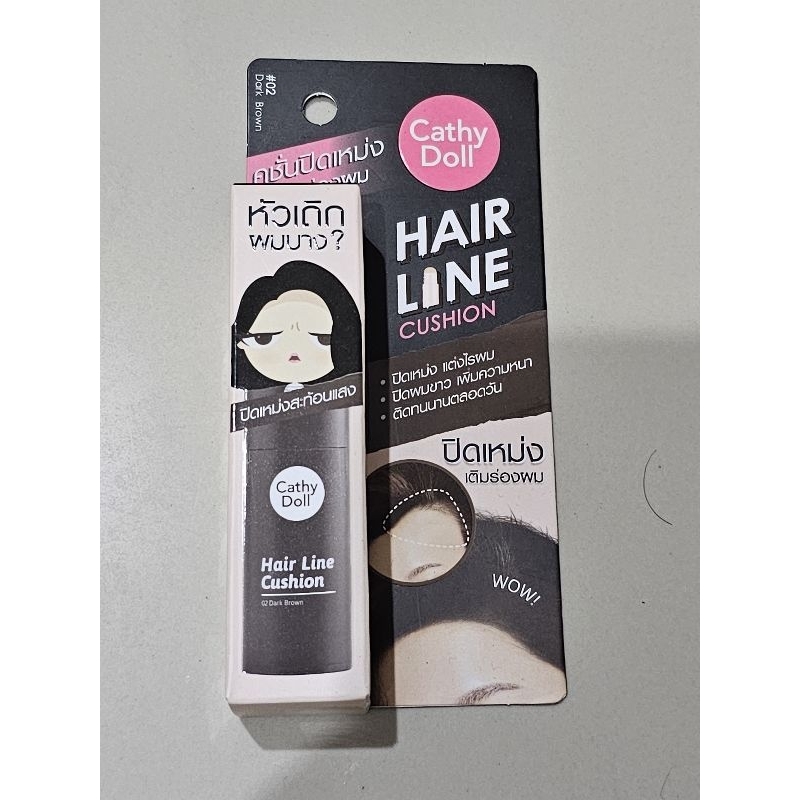 #02
Dark Brown
คุชั่นปิดเหม่ง
Cathy
Doll
HAIR
LINE
CUSHION
• ปิดเหม่ง แต่งไรผม
• ปิดผมขาว เพิ่มความหนา
• ติดทนนานตลอดวัน
ปิดเหม่ง
เติมร่องผม
WOW!
หัวเถิก
ผมบาง?
ปิดเหม่งสะท้อนแสง
Cathy
Doll
Hair Line
Cushion
02 Dark Brown